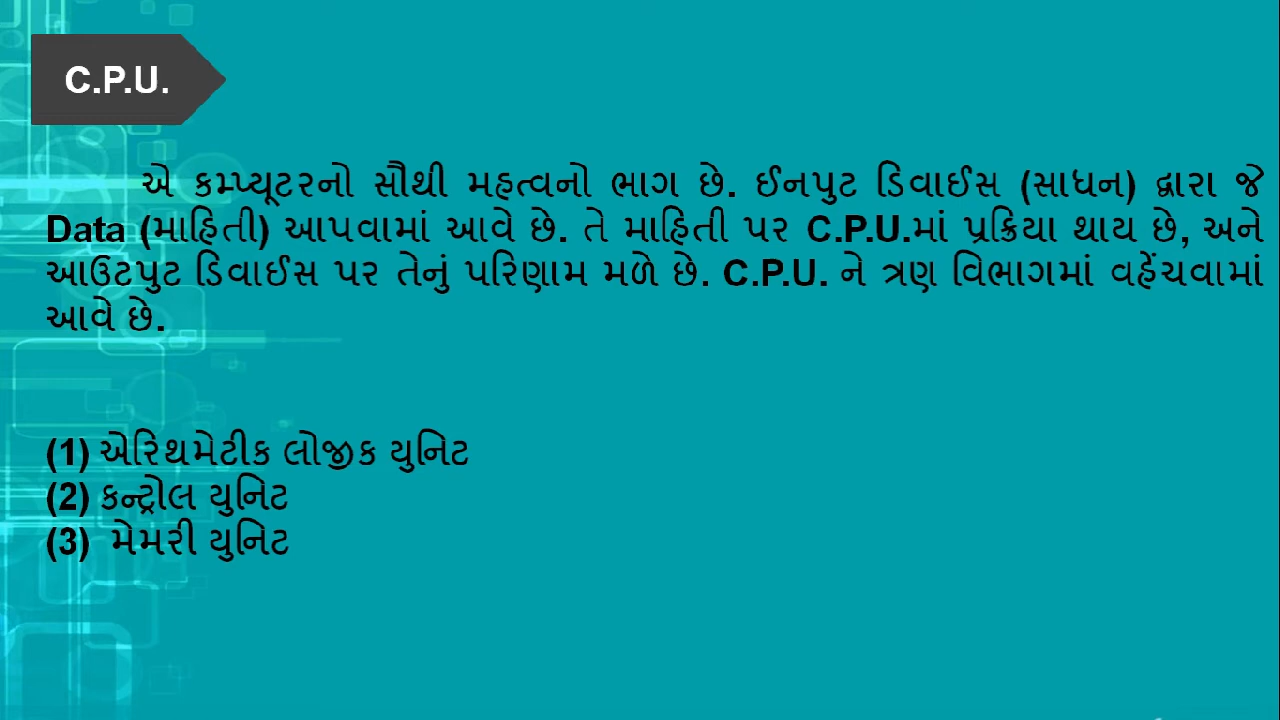 C.P.U.
એ કમ્પ્યૂટરનો સૌથી મહત્વનો ભાગ છે. ઈનપુટ ડિવાઈસ (સાધન) દ્વારા જે
Data (માહિતી) આપવામાં આવે છે. તે માહિતી પર C.P.U.માં પ્રક્રિયા થાય છે, અને
આઉટપુટ ડિવાઈસ પર તેનું પરિણામ મળે છે. C.P.U. ને ત્રણ વિભાગમાં વહેંચવામાં
આવે છે.
(1) એરિથમેટીક લોજીક યુનિટ
(2) કન્ટ્રોલ યુનિટ
(3) મેમરી યુનિટ